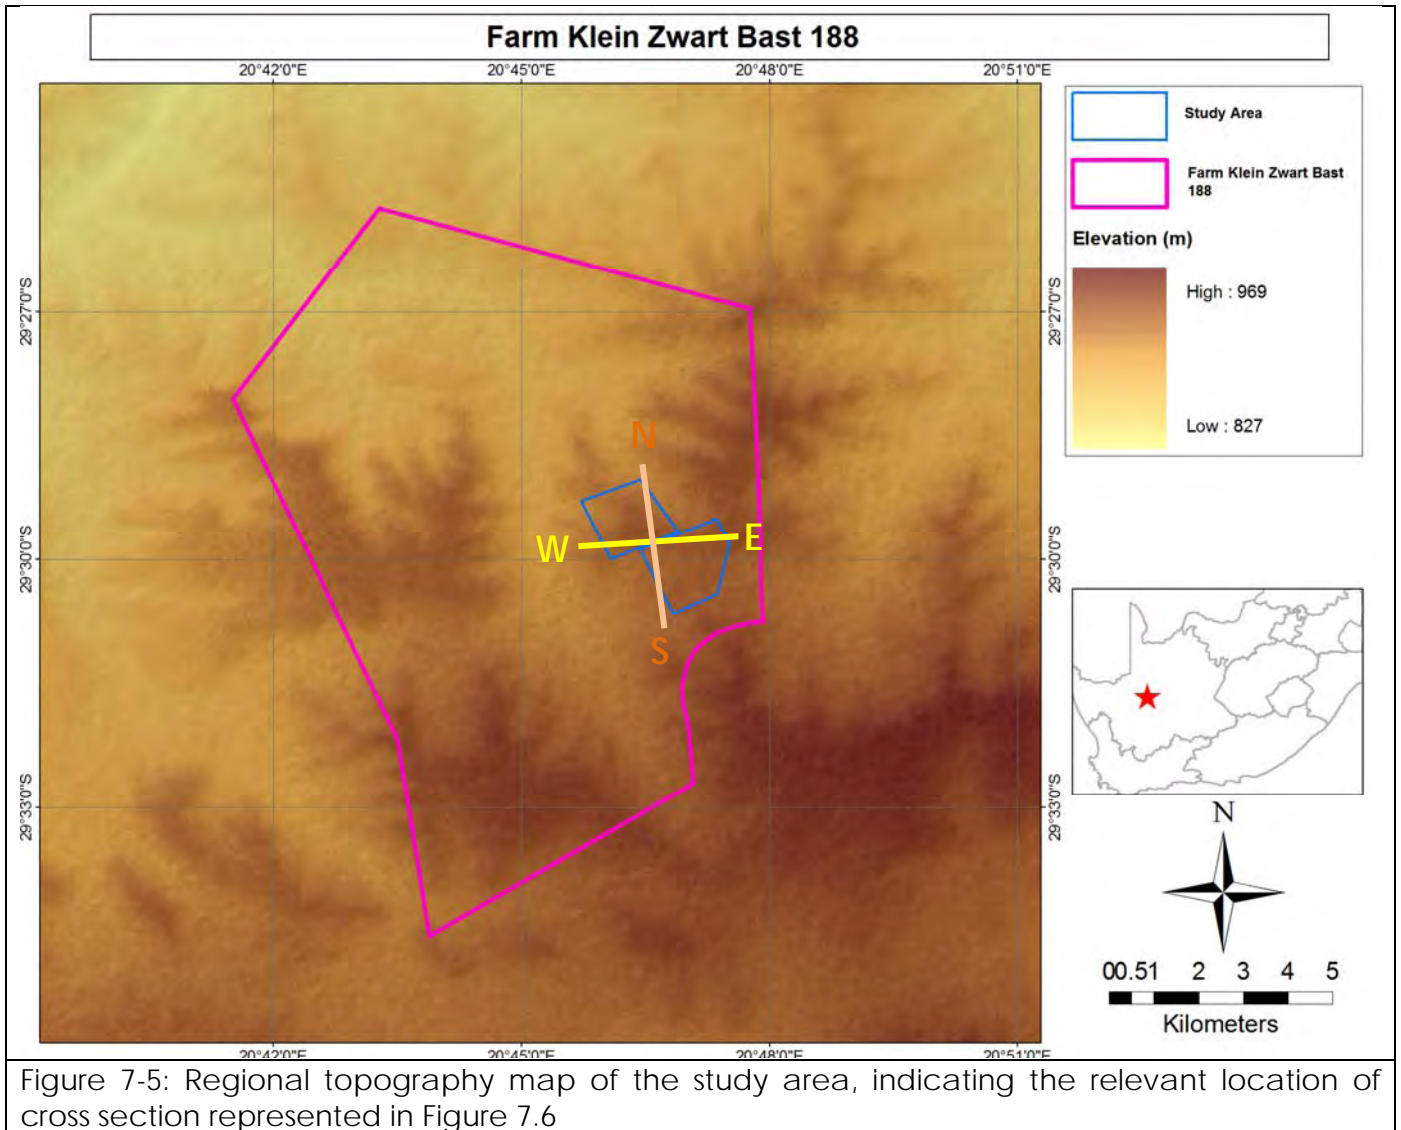 Farm Klein Zwart Bast 188
20°42'0"E 20°45'0"E 20°48'0"E 20°51'0"E
Study Area
Farm Klein Zwart Bast
188
Elevation (m)
High : 969
Low : 827
29°27'0"S 29°27'0"S
N
W E
29°30'0"S 29°30'0"S
S
29°33'0"S 29°33'0"S
N
00.51 2 3 4 5
Kilometers
20°42'0"E 20°45'0"E 20°48'0"E 20°51'0"E
Figure 7-5: Regional topography map of the study area, indicating the relevant location of
cross section represented in Figure 7.6